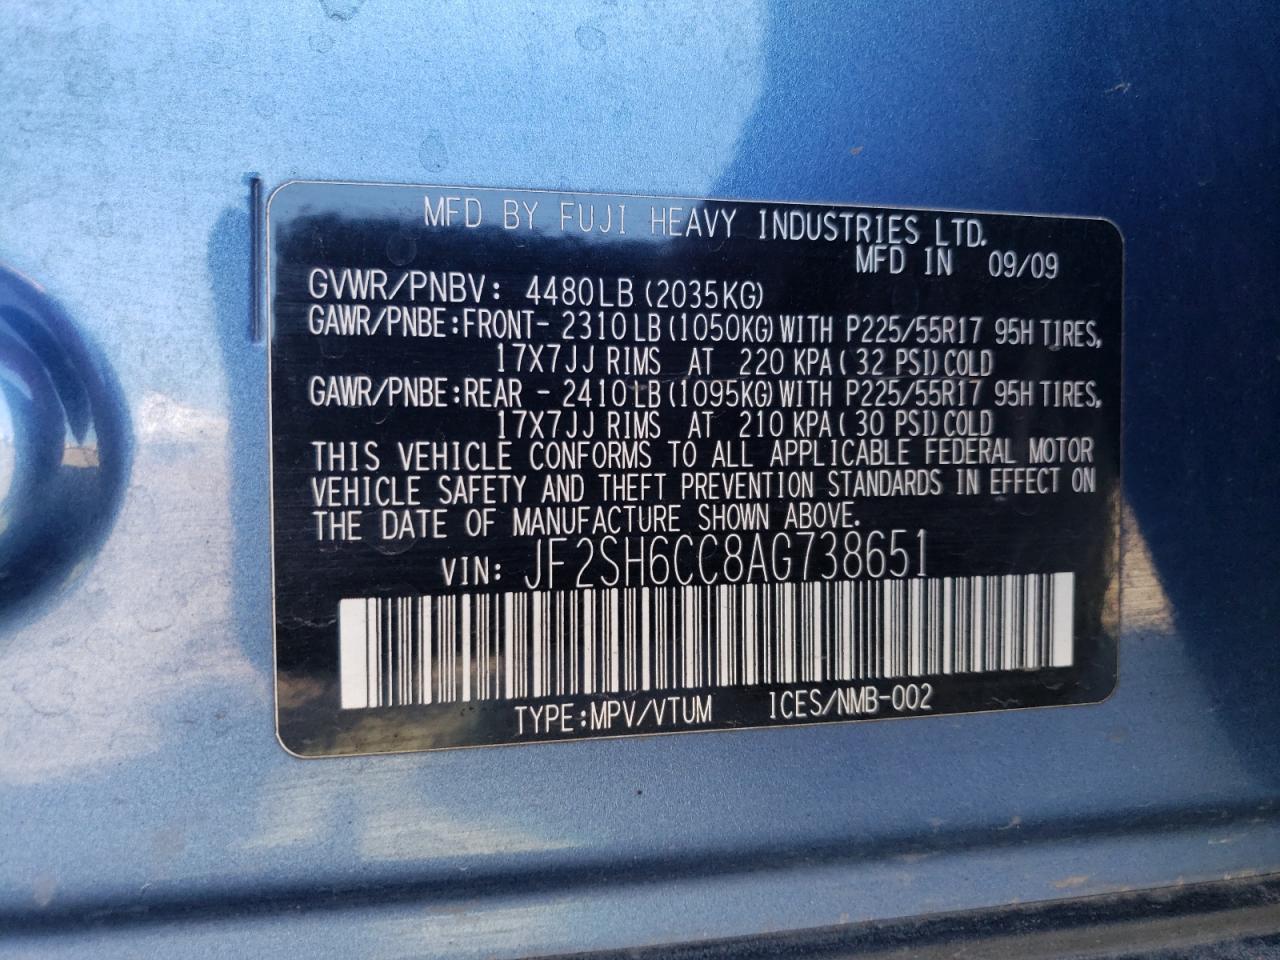 MFD BY FUJI HEAVY INDUSTRIES LTD.
MFD IN 09/09
GVWR/PNBV: 4480LB (2035KG)
GAWR/PNBE:FRONT- 2310LB (1050KG) WITH P225/55R17 95H TIRES,
17X7JJ RIMS AT 220 KPA ( 32 PSI) COLD
GAWR/PNBE:REAR - 2410LB (1095KG) WITH P225/55R17 95H TIRES,
17X7JJ RIMS AT 210 KPA ( 30 PSI) COLD
THIS VEHICLE CONFORMS TO ALL APPLICABLE FEDERAL MOTOR
VEHICLE SAFETY AND THEFT PREVENTION STANDARDS IN EFFECT ON
THE DATE OF MANUFACTURE SHOWN ABOVE.
VIN: JF2SH6CC8AG738651
TYPE:MPV/VTUM ICES/NMB-002